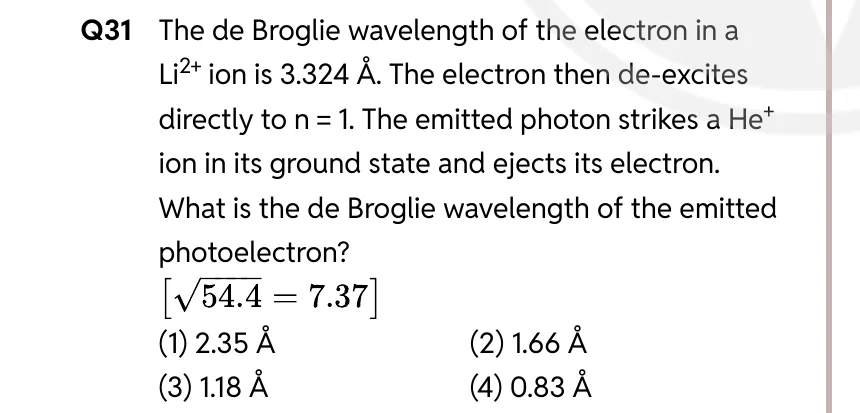 Q31 The de Broglie wavelength of the electron in a
Li²⁺ ion is 3.324 Å. The electron then de-excites
directly to n = 1. The emitted photon strikes a He⁺
ion in its ground state and ejects its electron.
What is the de Broglie wavelength of the emitted
photoelectron?
[√54.4 = 7.37]
(1) 2.35 Å (2) 1.66 Å
(3) 1.18 Å (4) 0.83 Å